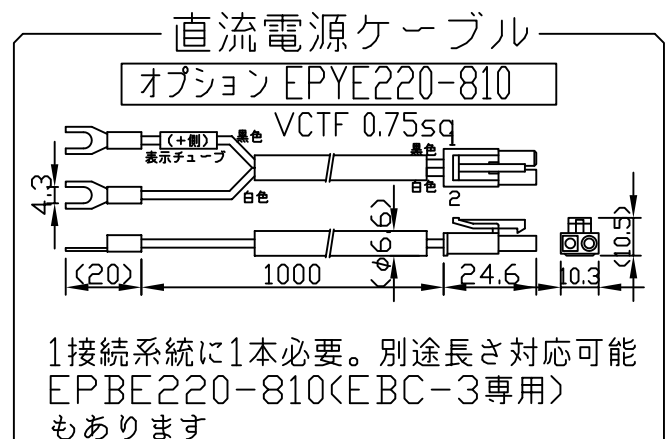 直流電源ケーブル
オプション EPYE220-810
VCTF 0.75sq
(+側)
黒色
黒色
1
表示チューブ
白色
白色
2
4.3
(φ6.6)
(10.5)
(20)
1000
24.6
10.3
1接続系統に1本必要。別途長さ対応可能
EPBE220-810(EBC-3専用)
もあります